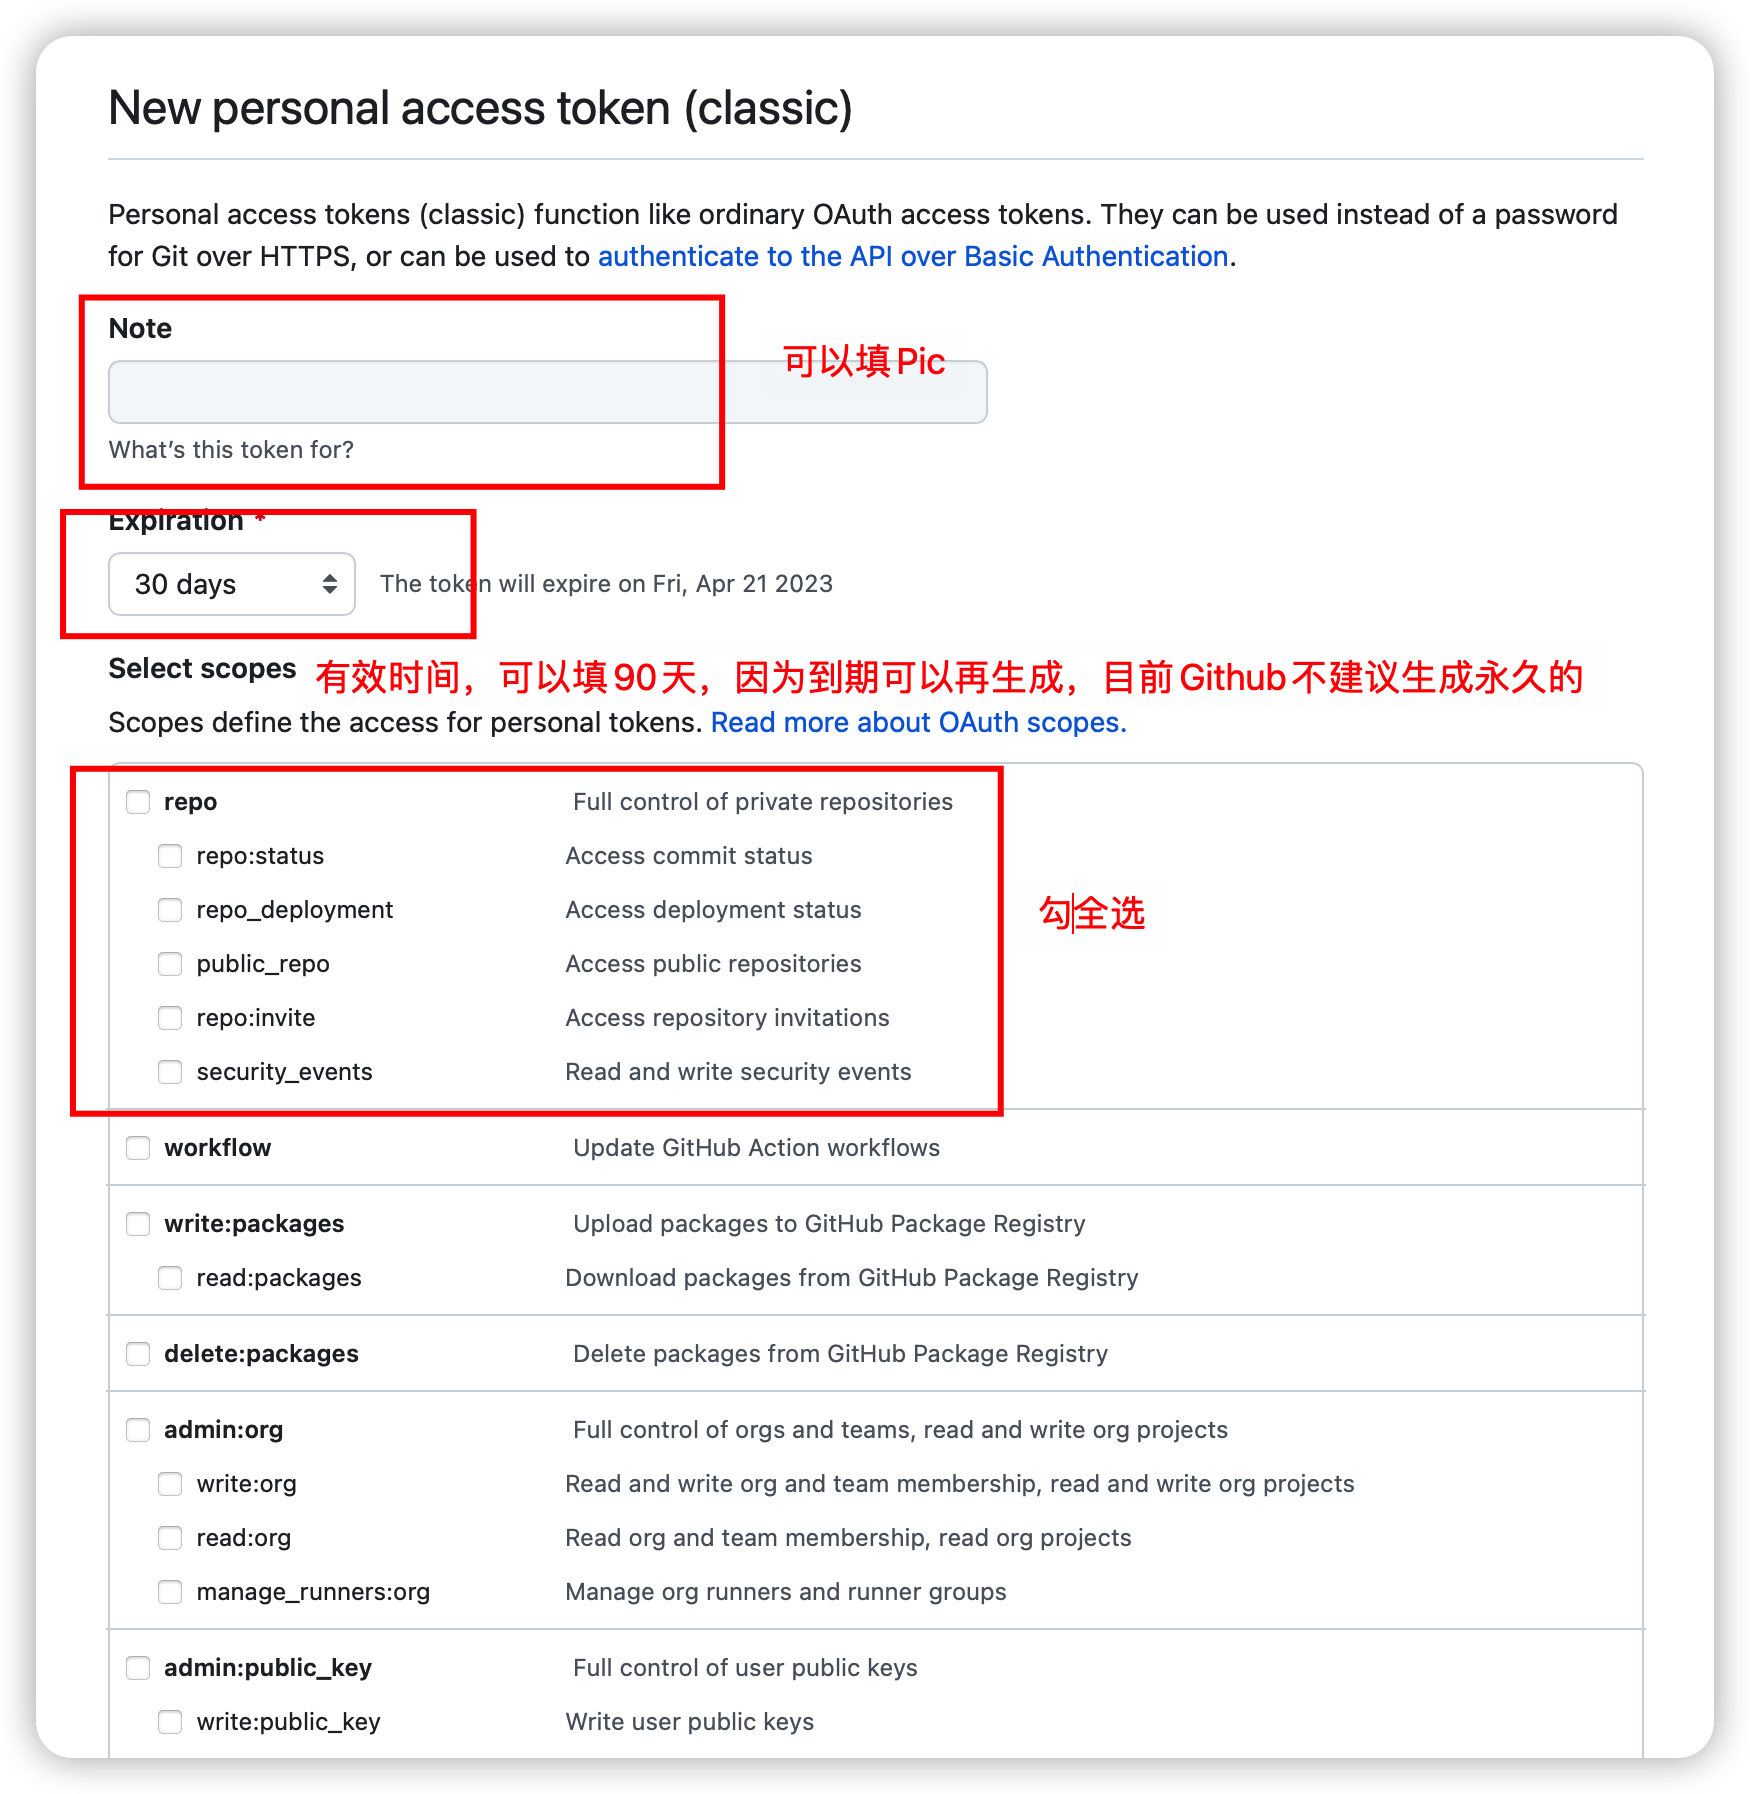 New personal access token (classic)
Personal access tokens (classic) function like ordinary OAuth access tokens. They can be used instead of a password
for Git over HTTPS, or can be used to authenticate to the API over Basic Authentication.
Note
可以填Pic
What's this token for?
Expiration *
30 days The token will expire on Fri, Apr 21 2023
Select scopes 有效时间，可以填90天，因为到期可以再生成，目前Github不建议生成永久的
Scopes define the access for personal tokens. Read more about OAuth scopes.
repo Full control of private repositories
repo:status Access commit status
repo_deployment Access deployment status
勾全选
public_repo Access public repositories
repo:invite Access repository invitations
security_events Read and write security events
workflow Update GitHub Action workflows
write:packages Upload packages to GitHub Package Registry
read:packages Download packages from GitHub Package Registry
delete:packages Delete packages from GitHub Package Registry
admin:org Full control of orgs and teams, read and write org projects
write:org Read and write org and team membership, read and write org projects
read:org Read org and team membership, read org projects
manage_runners:org Manage org runners and runner groups
admin:public_key Full control of user public keys
write:public_key Write user public keys